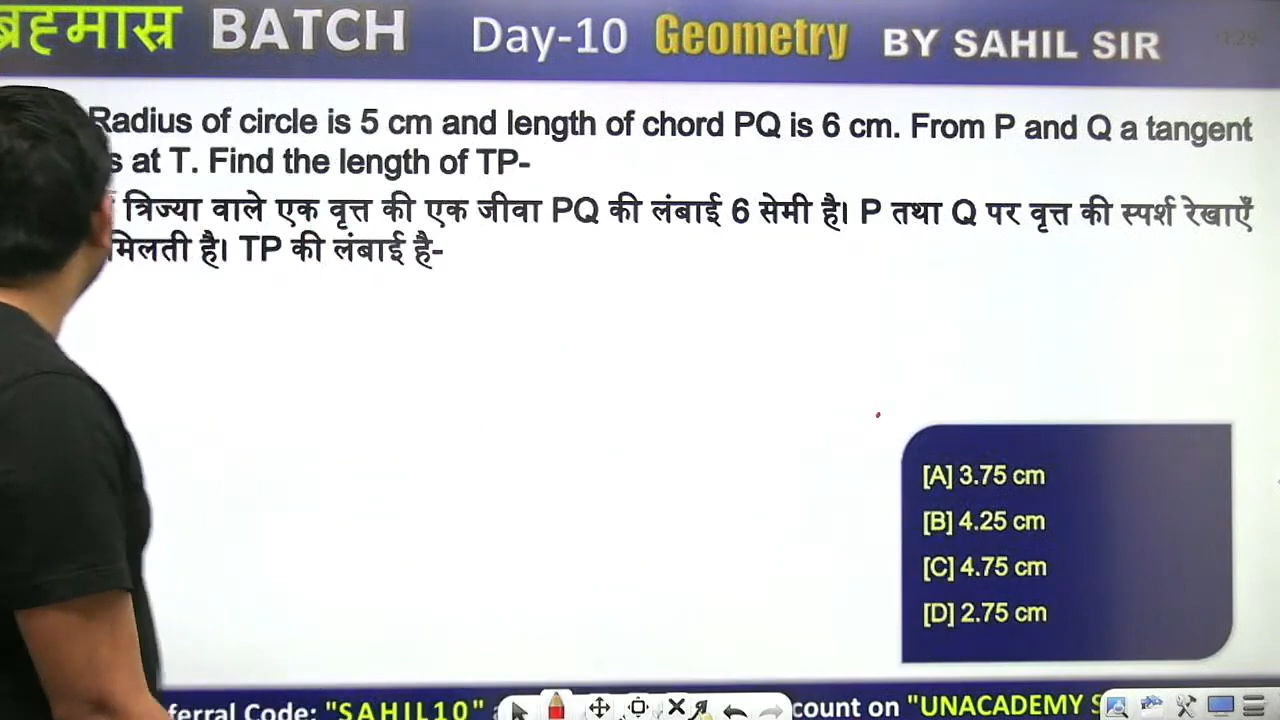 ब्रह्मास्र BATCH Day-10 Geometry BY SAHIL SIR
Radius of circle is 5 cm and length of chord PQ is 6 cm. From P and Q a tangent
at T. Find the length of TP-
त्रिज्या वाले एक वृत्त की एक जीवा PQ की लंबाई 6 सेमी है। P तथा Q पर वृत्त की स्पर्श रेखाएँ
मिलती है। TP की लंबाई है-
[A] 3.75 cm
[B] 4.25 cm
[C] 4.75 cm
[D] 2.75 cm
Code: "SAHIL10" on "UNACADEMY